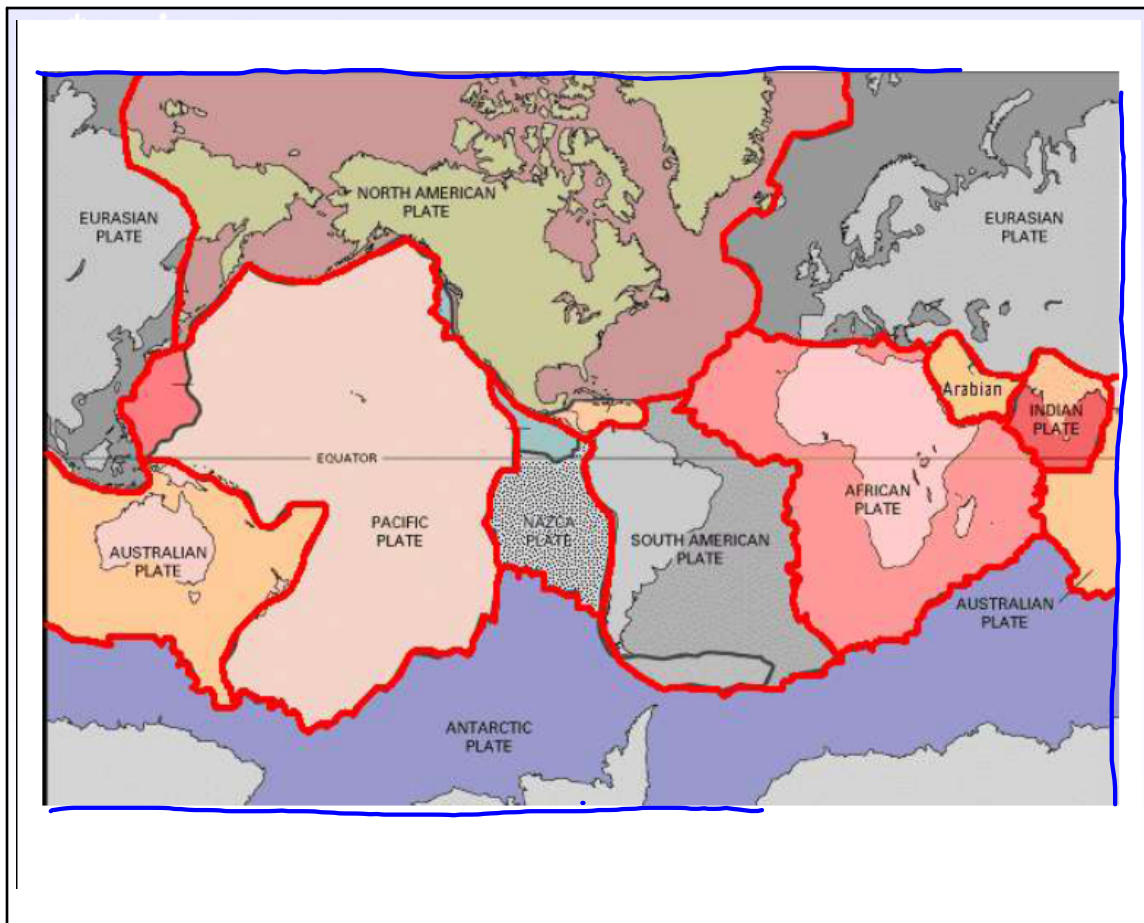 NORTH AMERICAN
PLATE
EURASIAN
PLATE
EURASIAN
PLATE
Arabian
INDIAN
PLATE
EQUATOR
AFRICAN
PLATE
PACIFIC
PLATE
NAZCA
PLATE
SOUTH AMERICAN
PLATE
AUSTRALIAN
PLATE
AUSTRALIAN
PLATE
ANTARCTIC
PLATE